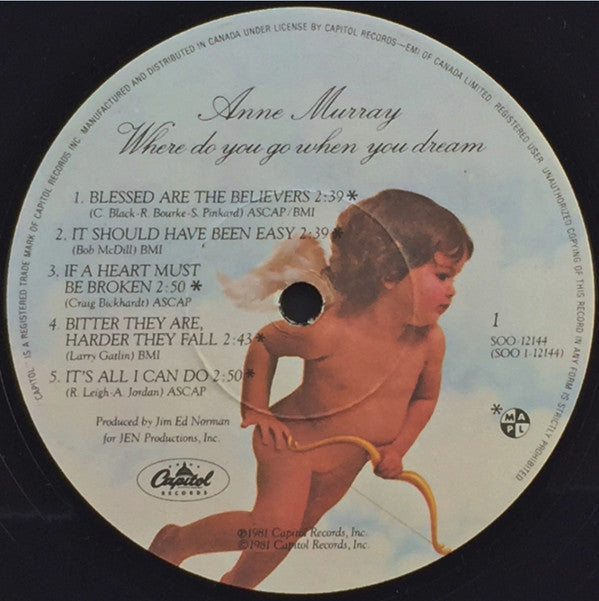 MANUFACTURED AND DISTRIBUTED IN CANADA UNDER LICENSE BY CAPITOL RECORDS—EMI OF CANADA LIMITED. REGISTERED USER. UNAUTHORIZED COPYING OF THIS RECORD IN ANY FORM IS STRICTLY PROHIBITED
CAPITOL IS A REGISTERED TRADE MARK OF CAPITOL RECORDS INC.
Anne Murray
Where do you go when you dream
1. BLESSED ARE THE BELIEVERS 2:39*
(C. Black-R. Bourke-S. Pinkard) ASCAP/BMI
2. IT SHOULD HAVE BEEN EASY 2:39*
(Bob McDill) BMI
3. IF A HEART MUST
BE BROKEN 2:50*
(Craig Bickhardt) ASCAP
4. BITTER THEY ARE,
HARDER THEY FALL 2:43*
(Larry Gatlin) BMI
5. IT'S ALL I CAN DO 2:50*
(R. Leigh-A. Jordan) ASCAP
Produced by Jim Ed Norman
for JEN Productions, Inc.
1
SOO-12144
(SOO 1-12144)
* M A P L
Capitol
RECORDS
℗1981 Capitol Records, Inc.
©1981 Capitol Records, Inc.